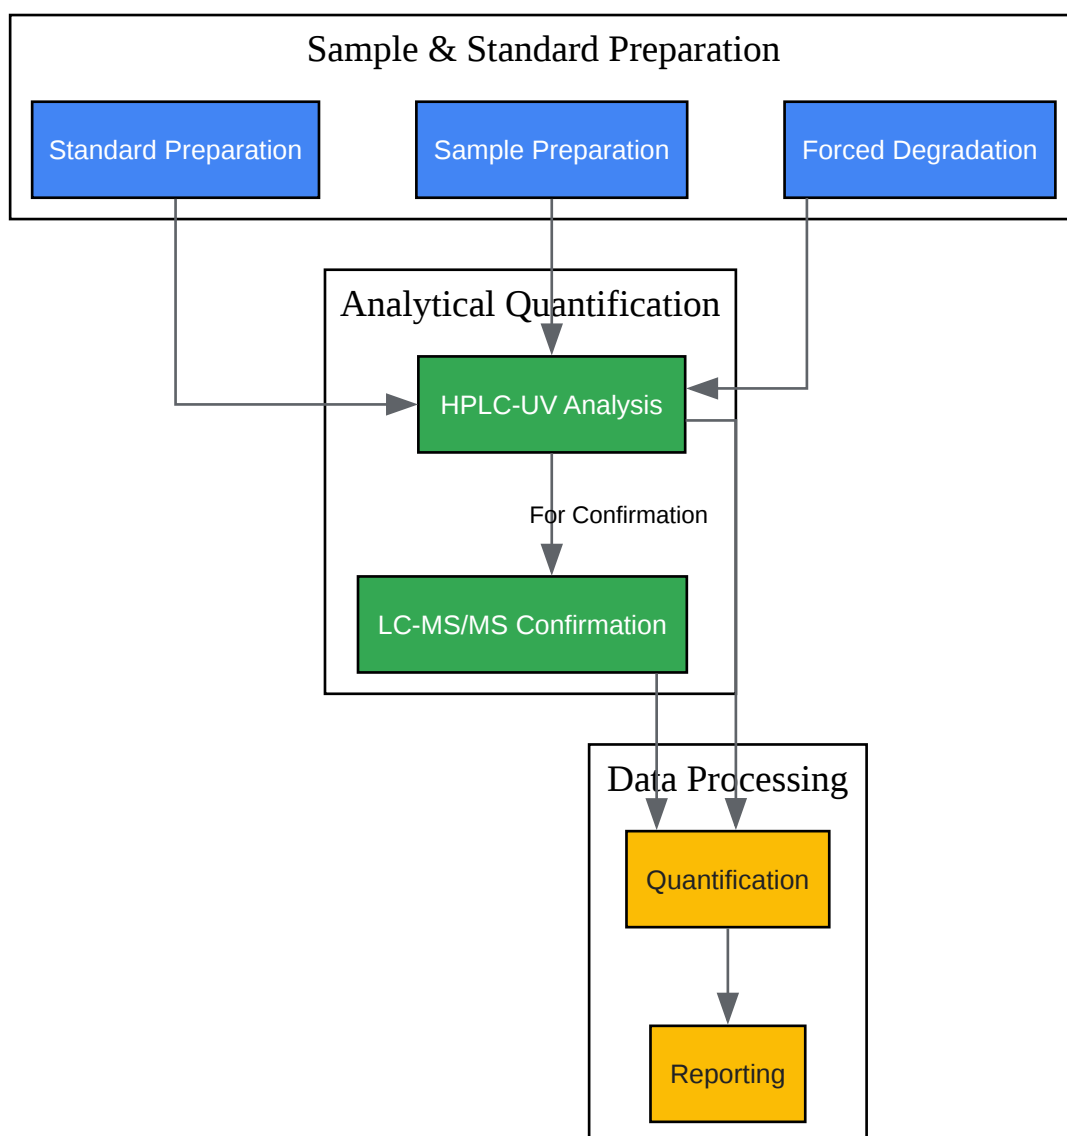 Sample & Standard Preparation
Standard Preparation
Sample Preparation
Forced Degradation
Analytical Quantification
HPLC-UV Analysis
For Confirmation
LC-MS/MS Confirmation
Data Processing
Quantification
Reporting